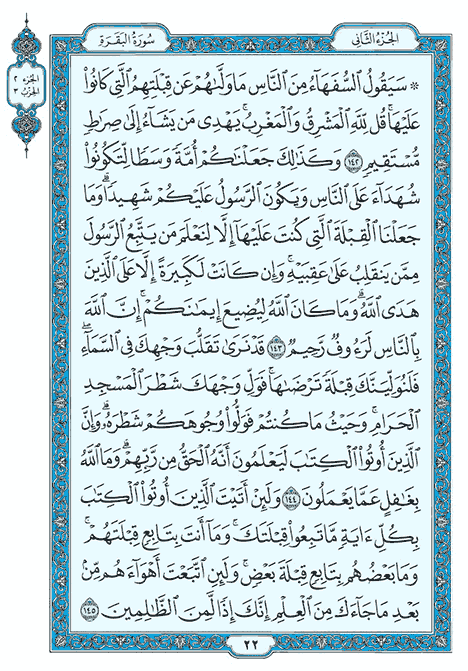 الجزء الثاني
سورة البقرة
الجزء ٢
الحزب ٣
۞ سَيَقُولُ ٱلسُّفَهَآءُ مِنَ ٱلنَّاسِ مَا وَلَّىٰهُمۡ عَن قِبۡلَتِهِمُ ٱلَّتِي كَانُواْ
عَلَيۡهَاۚ قُل لِّلَّهِ ٱلۡمَشۡرِقُ وَٱلۡمَغۡرِبُۚ يَهۡدِي مَن يَشَآءُ إِلَىٰ صِرَٰطٖ
مُّسۡتَقِيمٖ ١٤٢ وَكَذَٰلِكَ جَعَلۡنَٰكُمۡ أُمَّةٗ وَسَطٗا لِّتَكُونُواْ
شُهَدَآءَ عَلَى ٱلنَّاسِ وَيَكُونَ ٱلرَّسُولُ عَلَيۡكُمۡ شَهِيدٗاۗ وَمَا
جَعَلۡنَا ٱلۡقِبۡلَةَ ٱلَّتِي كُنتَ عَلَيۡهَآ إِلَّا لِنَعۡلَمَ مَن يَتَّبِعُ ٱلرَّسُولَ
مِمَّن يَنقَلِبُ عَلَىٰ عَقِبَيۡهِۚ وَإِن كَانَتۡ لَكَبِيرَةً إِلَّا عَلَى ٱلَّذِينَ
هَدَى ٱللَّهُۗ وَمَا كَانَ ٱللَّهُ لِيُضِيعَ إِيمَٰنَكُمۡۚ إِنَّ ٱللَّهَ
بِٱلنَّاسِ لَرَءُوفٞ رَّحِيمٞ ١٤٣ قَدۡ نَرَىٰ تَقَلُّبَ وَجۡهِكَ فِي ٱلسَّمَآءِۖ
فَلَنُوَلِّيَنَّكَ قِبۡلَةٗ تَرۡضَىٰهَاۚ فَوَلِّ وَجۡهَكَ شَطۡرَ ٱلۡمَسۡجِدِ
ٱلۡحَرَامِۚ وَحَيۡثُ مَا كُنتُمۡ فَوَلُّواْ وُجُوهَكُمۡ شَطۡرَهُۥۗ وَإِنَّ
ٱلَّذِينَ أُوتُواْ ٱلۡكِتَٰبَ لَيَعۡلَمُونَ أَنَّهُ ٱلۡحَقُّ مِن رَّبِّهِمۡۗ وَمَا ٱللَّهُ
بِغَٰفِلٍ عَمَّا يَعۡمَلُونَ ١٤٤ وَلَئِنۡ أَتَيۡتَ ٱلَّذِينَ أُوتُواْ ٱلۡكِتَٰبَ
بِكُلِّ ءَايَةٖ مَّا تَبِعُواْ قِبۡلَتَكَۚ وَمَآ أَنتَ بِتَابِعٖ قِبۡلَتَهُمۡۚ
وَمَا بَعۡضُهُم بِتَابِعٖ قِبۡلَةَ بَعۡضٖۚ وَلَئِنِ ٱتَّبَعۡتَ أَهۡوَآءَهُم مِّنۢ
بَعۡدِ مَا جَآءَكَ مِنَ ٱلۡعِلۡمِ إِنَّكَ إِذٗا لَّمِنَ ٱلظَّٰلِمِينَ ١٤٥
٢٢